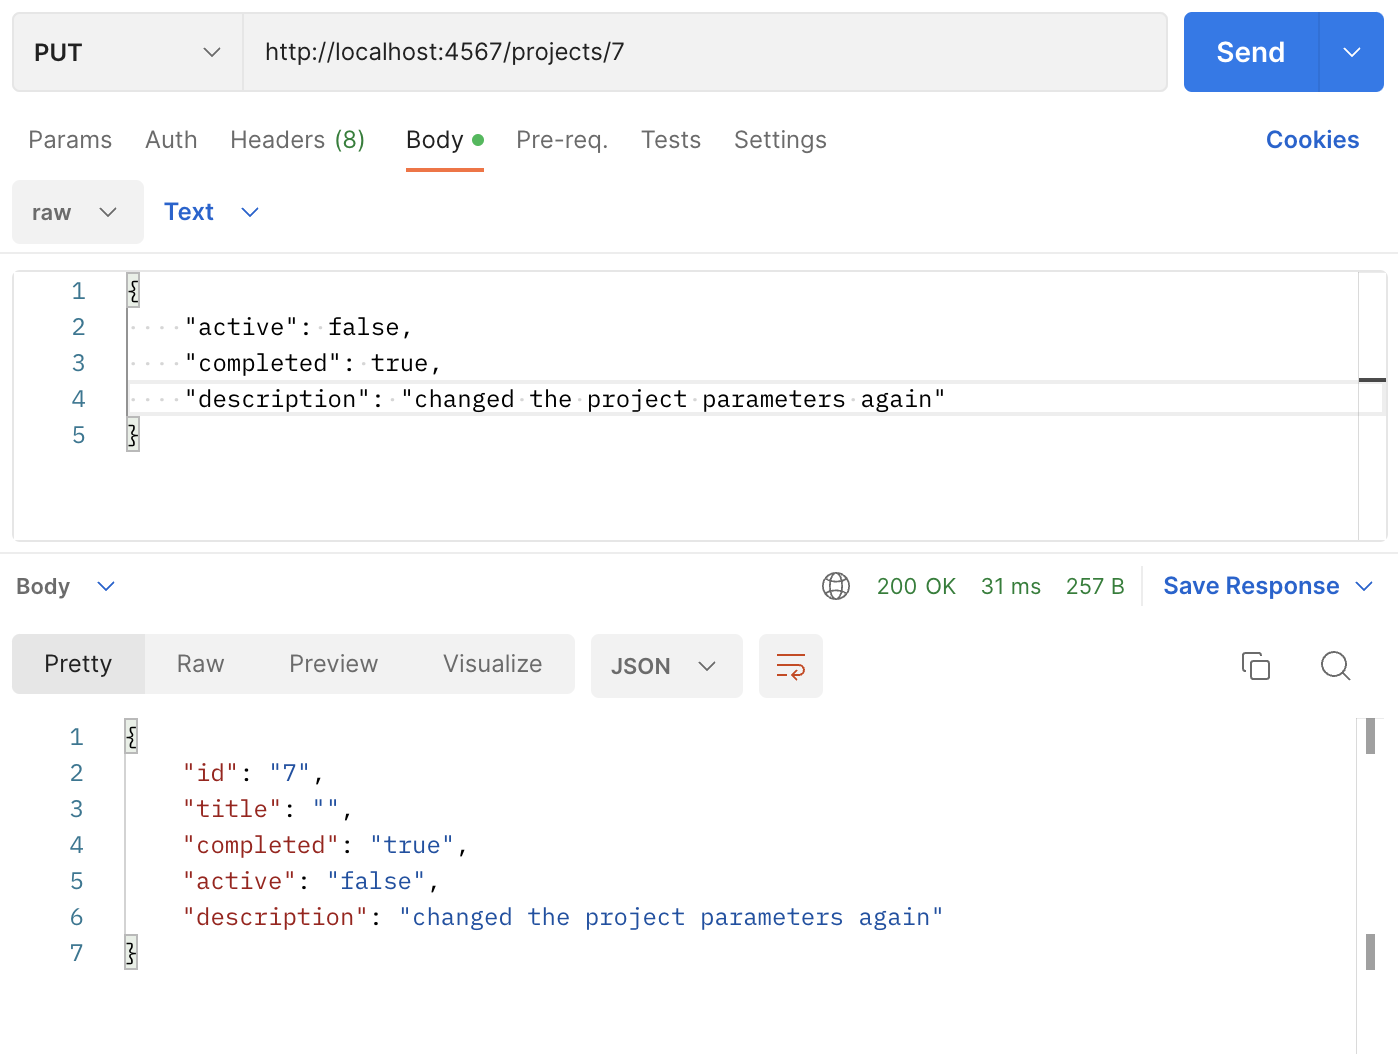 PUT http://localhost:4567/projects/7 Send
Params Auth Headers (8) Body Pre-req. Tests Settings Cookies
raw Text
1 {
2 "active": false,
3 "completed": true,
4 "description": "changed the project parameters again"
5 }
Body 200 OK 31 ms 257 B Save Response
Pretty Raw Preview Visualize JSON
1 {
2 "id": "7",
3 "title": "",
4 "completed": "true",
5 "active": "false",
6 "description": "changed the project parameters again"
7 }